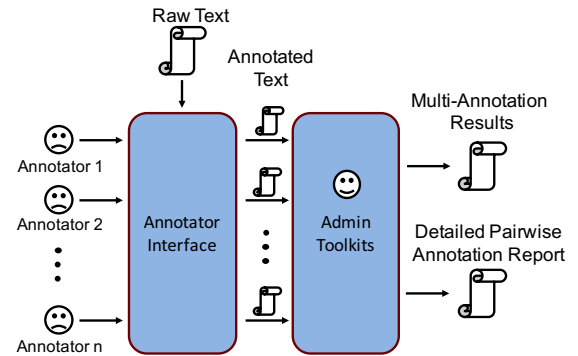 Raw Text
Annotated
Text
Multi-Annotation
Results
Annotator 1
Annotator 2
Annotator
Interface
Admin
Toolkits
Detailed Pairwise
Annotation Report
Annotator n